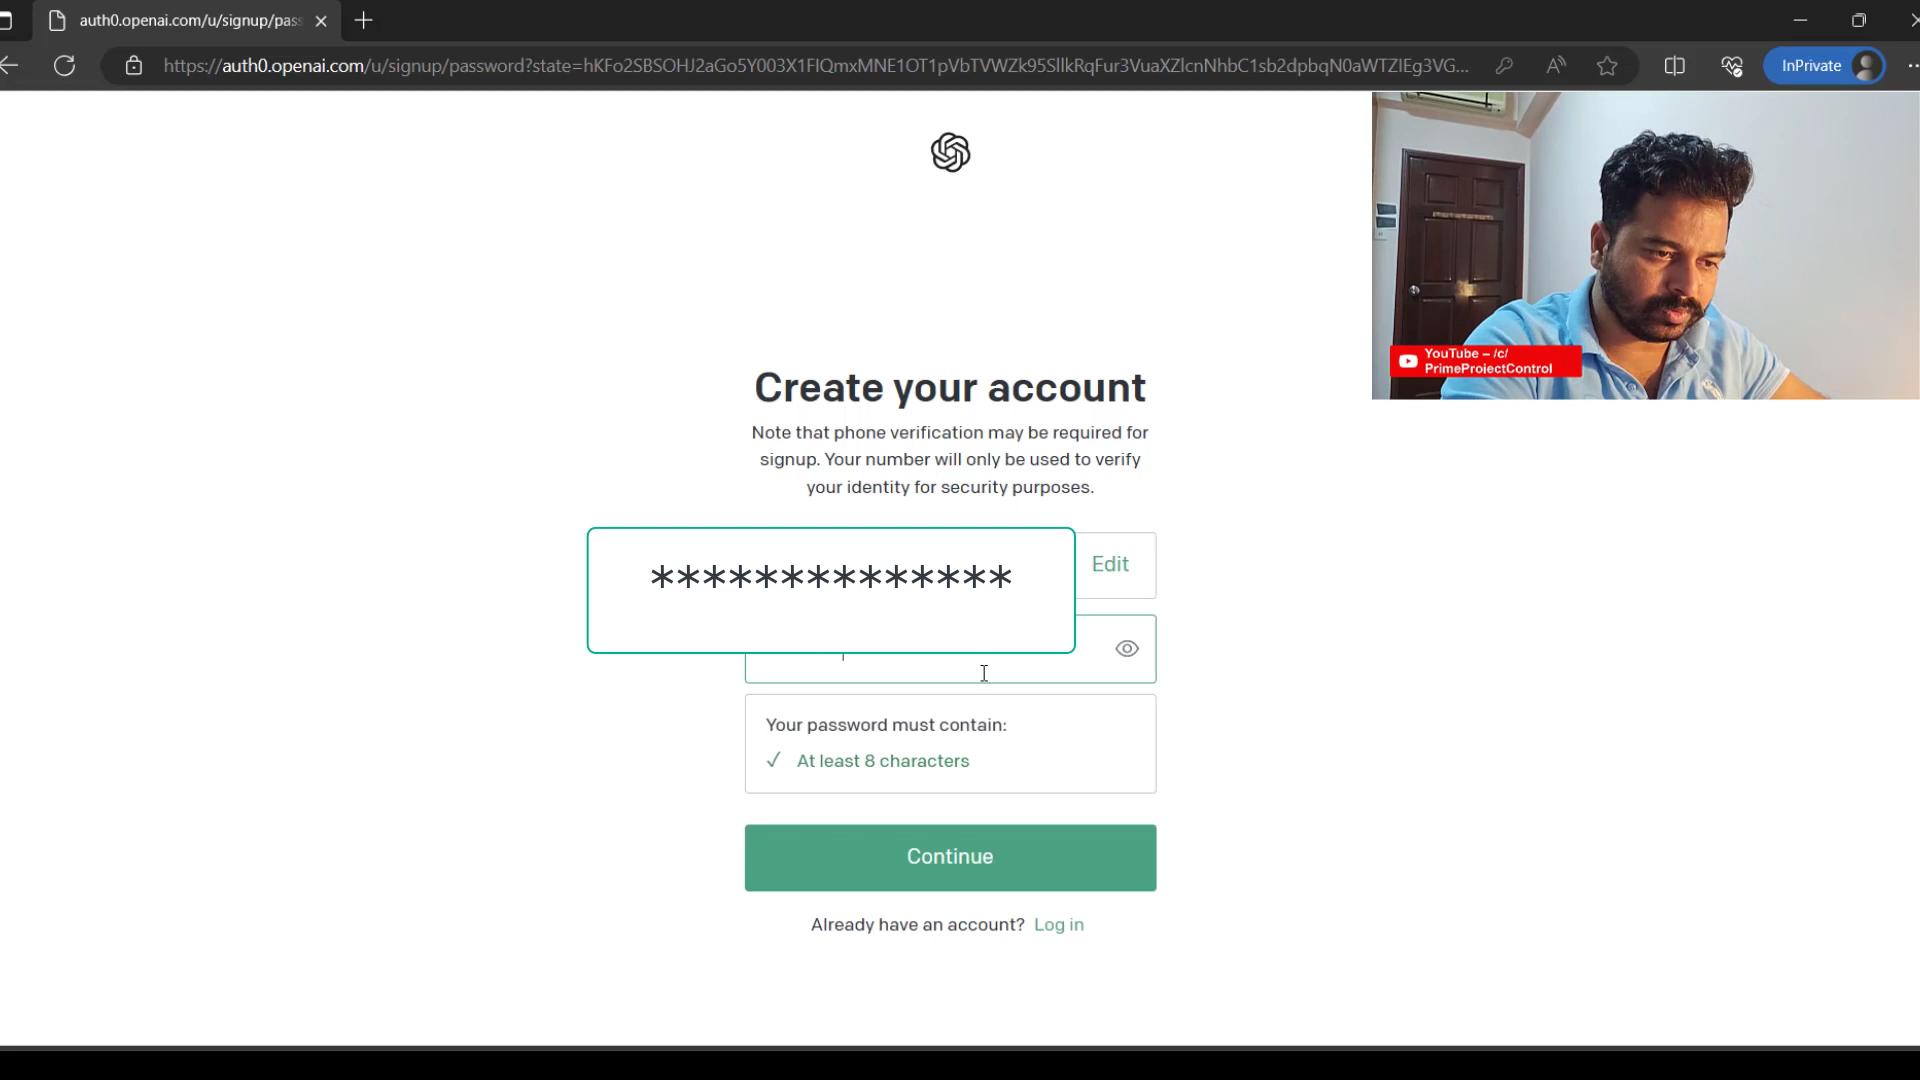 auth0.openai.com/u/signup/pass
https://auth0.openai.com/u/signup/password?state=hKFo2SBSOHJ2aGo5Y003X1FIQmxMNE1OT1pVbTVWZk95SllkRqFur3VuaXZlcnNhbC1sb2dpbqN0aWTZIEg3VG...
InPrivate
YouTube – /c/
PrimeProjectControl
Create your account
Note that phone verification may be required for
signup. Your number will only be used to verify
your identity for security purposes.
**************
Edit
Your password must contain:
✓ At least 8 characters
Continue
Already have an account? Log in